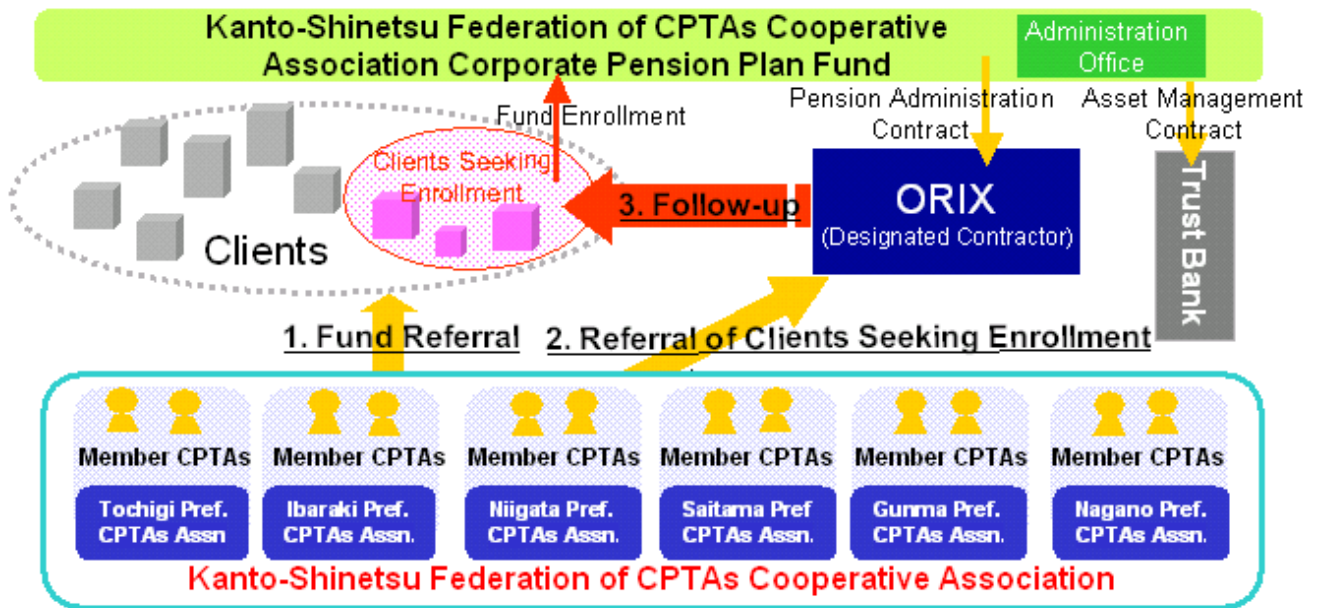 Kanto-Shinetsu Federation of CPTAs Cooperative
Association Corporate Pension Plan Fund
Administration
Office
Fund Enrollment
Pension Administration
Contract
Asset Management
Contract
Clients Seeking
Enrollment
Clients
3. Follow-up
ORIX
(Designated Contractor)
Trust Bank
1. Fund Referral
2. Referral of Clients Seeking Enrollment
Member CPTAs
Member CPTAs
Member CPTAs
Member CPTAs
Member CPTAs
Member CPTAs
Tochigi Pref.
CPTAs Assn
Ibaraki Pref.
CPTAs Assn.
Niigata Pref.
CPTAs Assn.
Saitama Pref
CPTAs Assn.
Gunma Pref.
CPTAs Assn.
Nagano Pref.
CPTAs Assn.
Kanto-Shinetsu Federation of CPTAs Cooperative Association